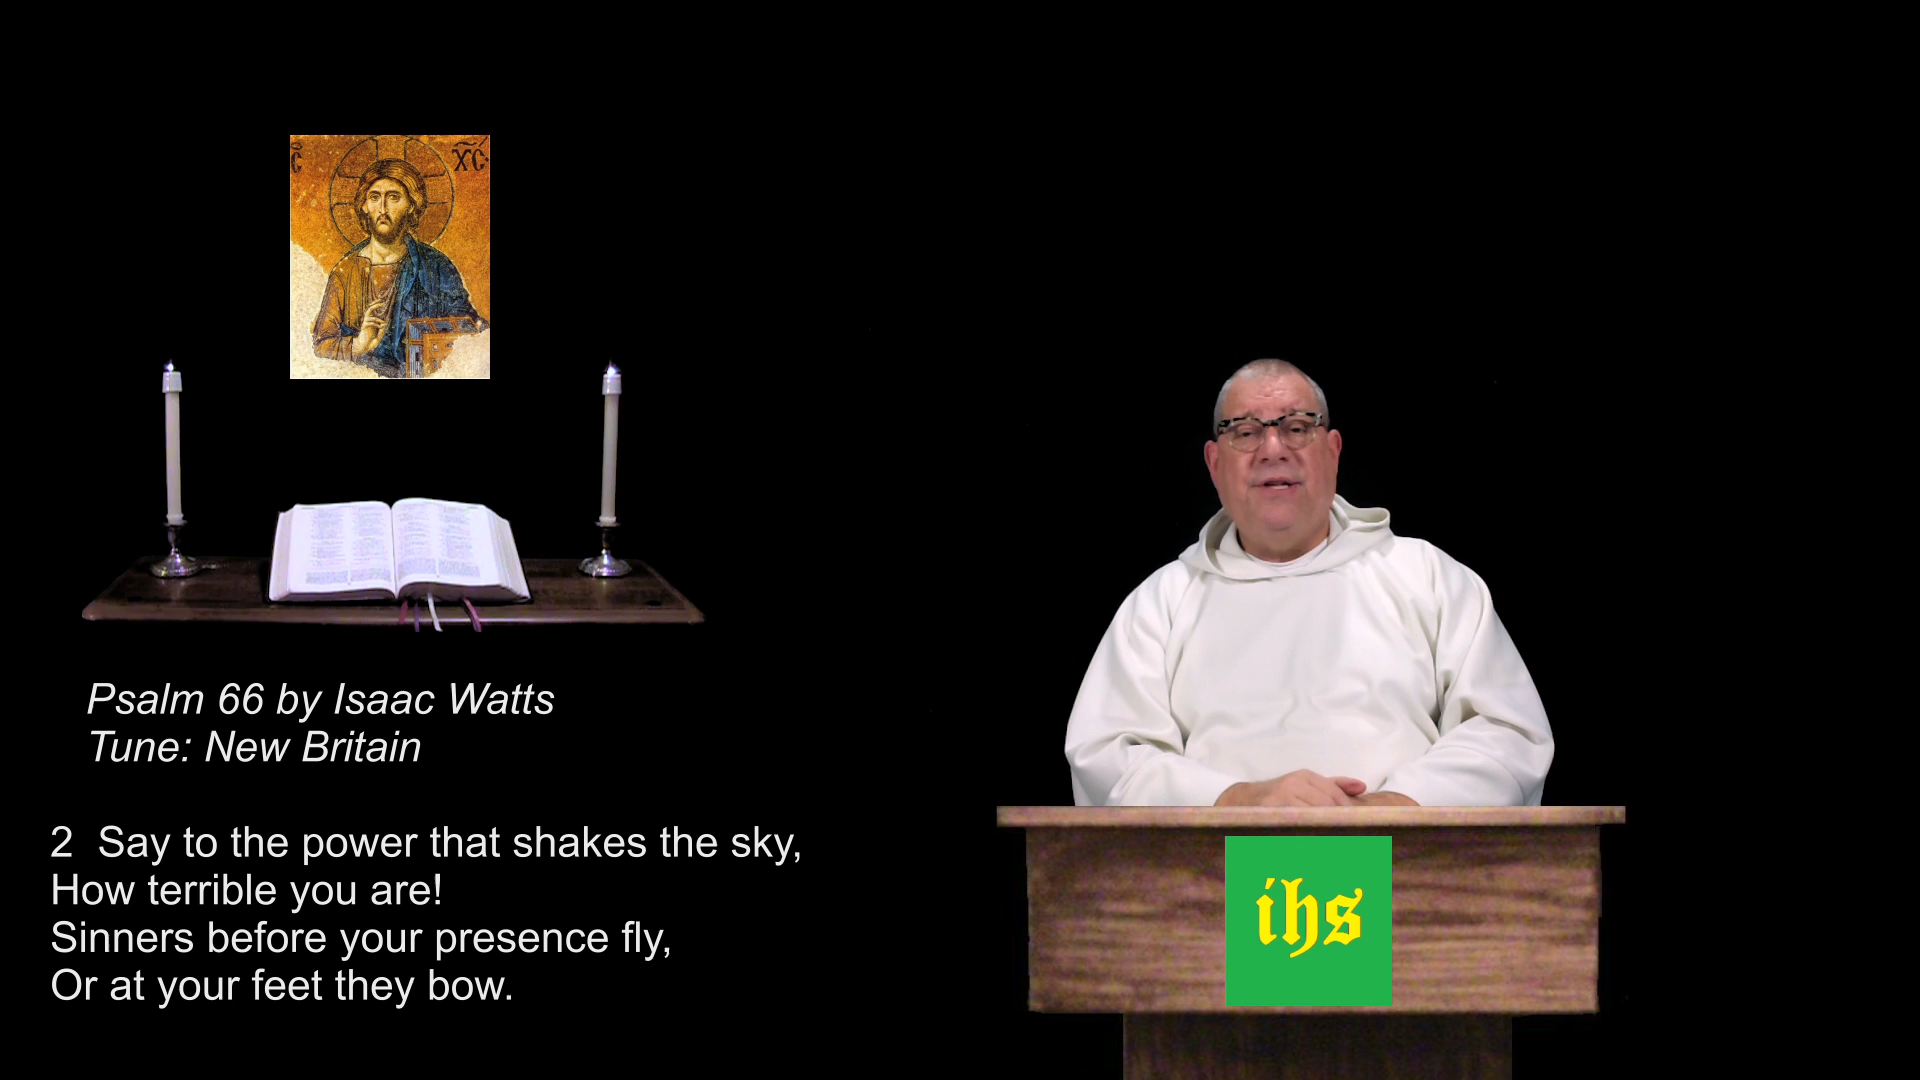 ΧC
Psalm 66 by Isaac Watts
Tune: New Britain
2  Say to the power that shakes the sky,
How terrible you are!
Sinners before your presence fly,
Or at your feet they bow.
ihs